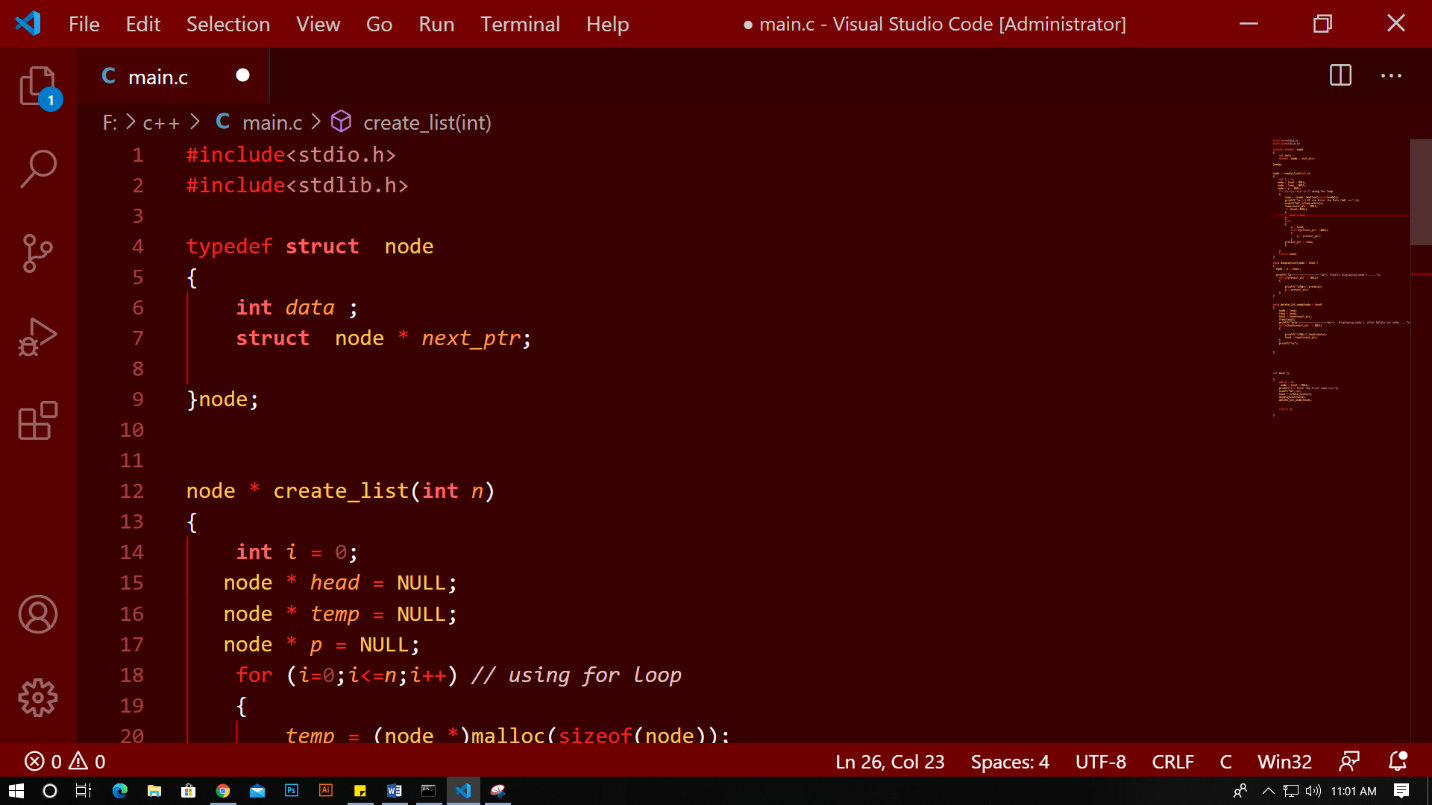 File Edit Selection View Go Run Terminal Help ● main.c - Visual Studio Code [Administrator]
C main.c
F: > c++ > C main.c > create_list(int)
1 #include<stdio.h>
2 #include<stdlib.h>
3
4 typedef struct  node
5 {
6     int data ;
7     struct  node * next_ptr;
8
9 }node;
10
11
12 node * create_list(int n)
13 {
14     int i = 0;
15    node * head = NULL;
16    node * temp = NULL;
17    node * p = NULL;
18     for (i=0;i<=n;i++) // using for loop
19     {
20         temp = (node *)malloc(sizeof(node));
1
0 0 Ln 26, Col 23 Spaces: 4 UTF-8 CRLF C Win32
Ps Ai W 11:01 AM